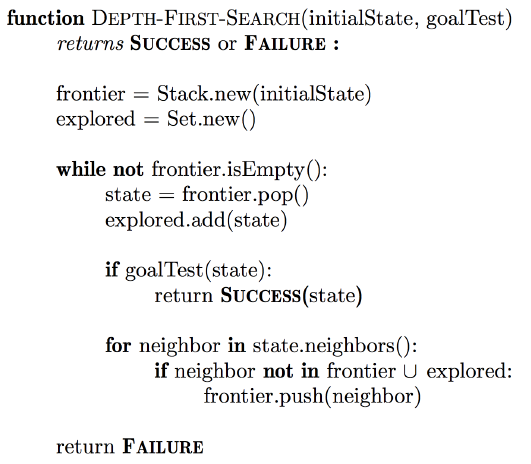 function DEPTH-FIRST-SEARCH(initialState, goalTest)
returns SUCCESS or FAILURE :
frontier = Stack.new(initialState)
explored = Set.new()
while not frontier.isEmpty():
state = frontier.pop()
explored.add(state)
if goalTest(state):
return SUCCESS(state)
for neighbor in state.neighbors():
if neighbor not in frontier ∪ explored:
frontier.push(neighbor)
return FAILURE